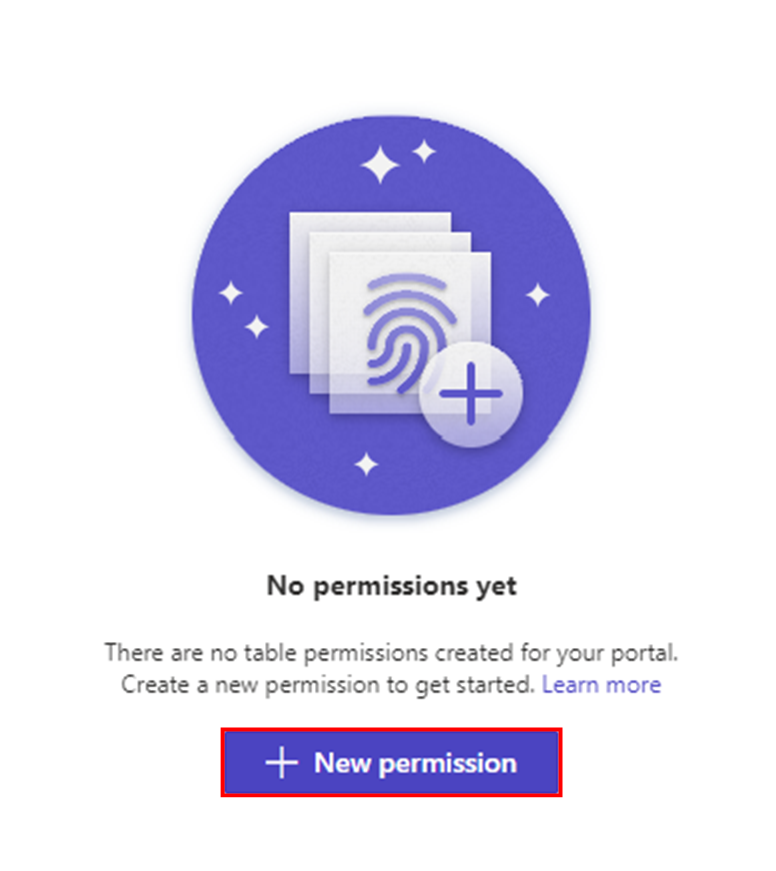 No permissions yet
There are no table permissions created for your portal.
Create a new permission to get started. Learn more
New permission